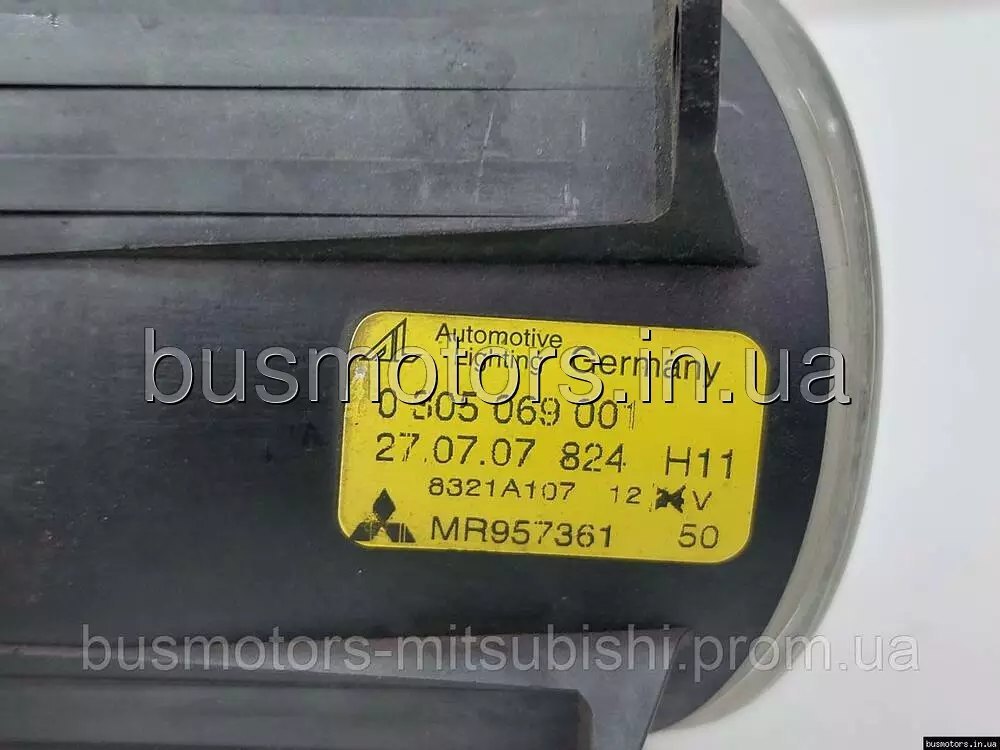 Automotive
Lighting Germany
busmotors.in.ua
0 305 069 001
27.07.07 824 H11
8321A107 12 V
MR957361 50
busmotors-mitsubishi.prom.ua
busmotors.in.ua